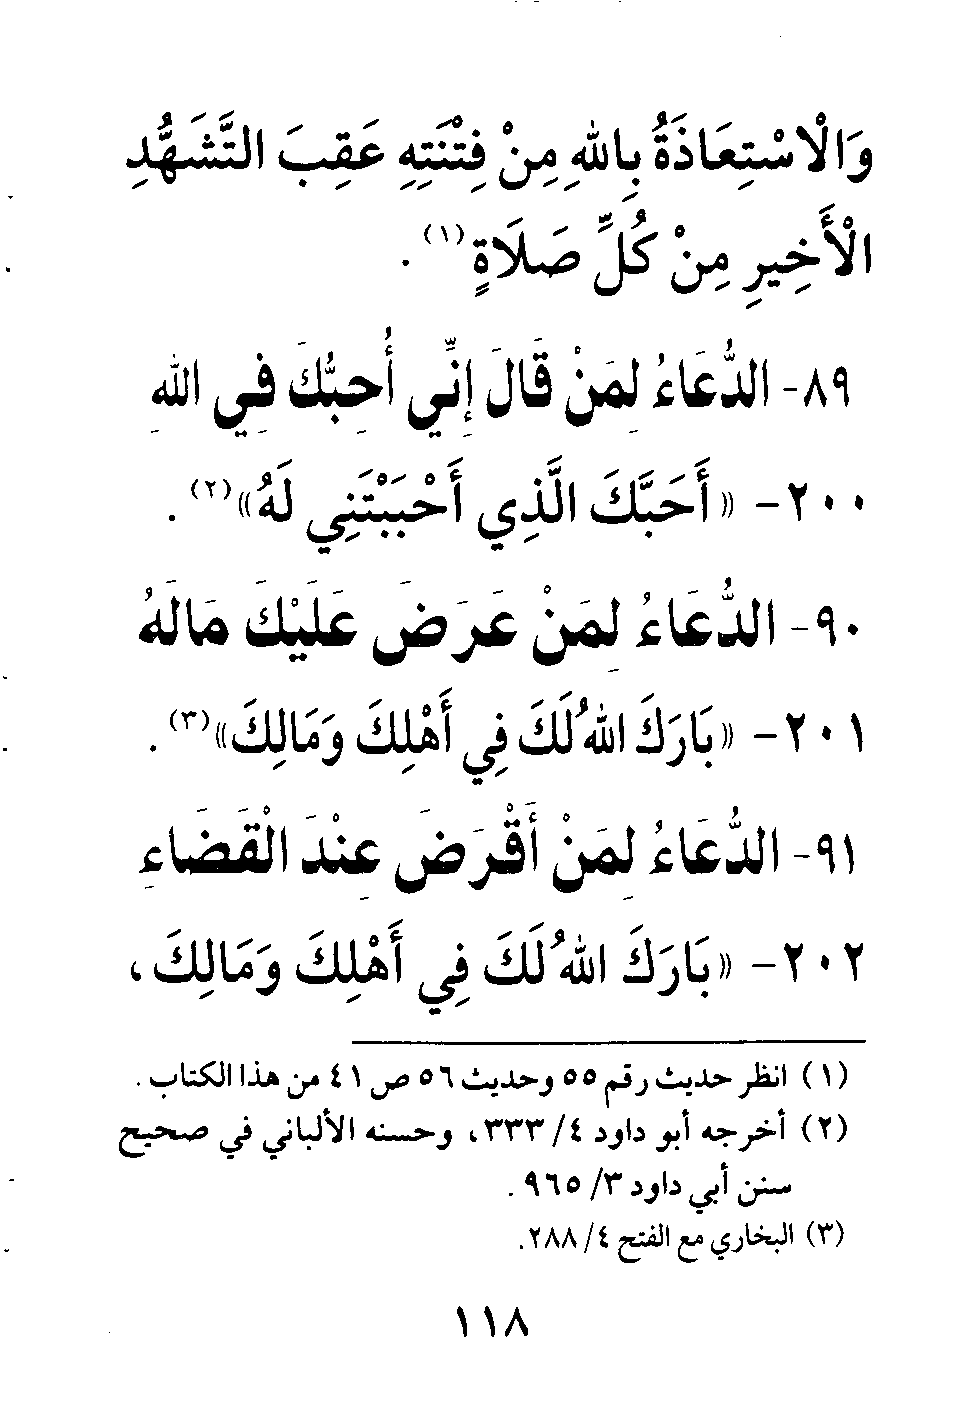 وَالْاسْتِعَاذَةُ بِاللهِ مِنْ فِتْنَتِهِ عَقِبَ التَّشَهُّدِ
الْأَخِيرِ مِنْ كُلِّ صَلَاةٍ (١) .
٨٩- الدُّعَاءُ لِمَنْ قَالَ إِنِّي أُحِبُّكَ فِي اللهِ
٢٠٠ - «أَحَبَّكَ الَّذِي أَحْبَبْتَنِي لَهُ» (٢) .
٩٠- الدُّعَاءُ لِمَنْ عَرَضَ عَلَيْكَ مَالَهُ
٢٠١ - «بَارَكَ اللهُ لَكَ فِي أَهْلِكَ وَمَالِكَ» (٣) .
٩١- الدُّعَاءُ لِمَنْ أَقْرَضَ عِنْدَ الْقَضَاءِ
٢٠٢- «بَارَكَ اللهُ لَكَ فِي أَهْلِكَ وَمَالِكَ ،
(١) انظر حديث رقم ٥٥ وحديث ٥٦ ص ٤١ من هذا الكتاب .
(٢) أخرجه أبو داود ٤/ ٣٣٣، وحسنه الألباني في صحيح
سنن أبي داود ٣/ ٩٦٥ .
(٣) البخاري مع الفتح ٤/ ٢٨٨.
١١٨